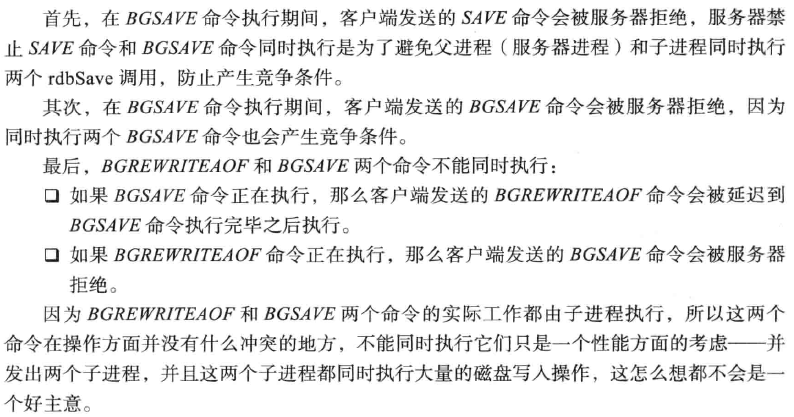 首先，在 BGSAVE 命令执行期间，客户端发送的 SAVE 命令会被服务器拒绝，服务器禁
止 SAVE 命令和 BGSAVE 命令同时执行是为了避免父进程（服务器进程）和子进程同时执行
两个 rdbSave 调用，防止产生竞争条件。
其次，在 BGSAVE 命令执行期间，客户端发送的 BGSAVE 命令会被服务器拒绝，因为
同时执行两个 BGSAVE 命令也会产生竞争条件。
最后，BGREWRITEAOF 和 BGSAVE 两个命令不能同时执行：
❑ 如果 BGSAVE 命令正在执行，那么客户端发送的 BGREWRITEAOF 命令会被延迟到
BGSAVE 命令执行完毕之后执行。
❑ 如果 BGREWRITEAOF 命令正在执行，那么客户端发送的 BGSAVE 命令会被服务器
拒绝。
因为 BGREWRITEAOF 和 BGSAVE 两个命令的实际工作都由子进程执行，所以这两个
命令在操作方面并没有什么冲突的地方，不能同时执行它们只是一个性能方面的考虑——并
发出两个子进程，并且这两个子进程都同时执行大量的磁盘写入操作，这怎么想都不会是一
个好主意。